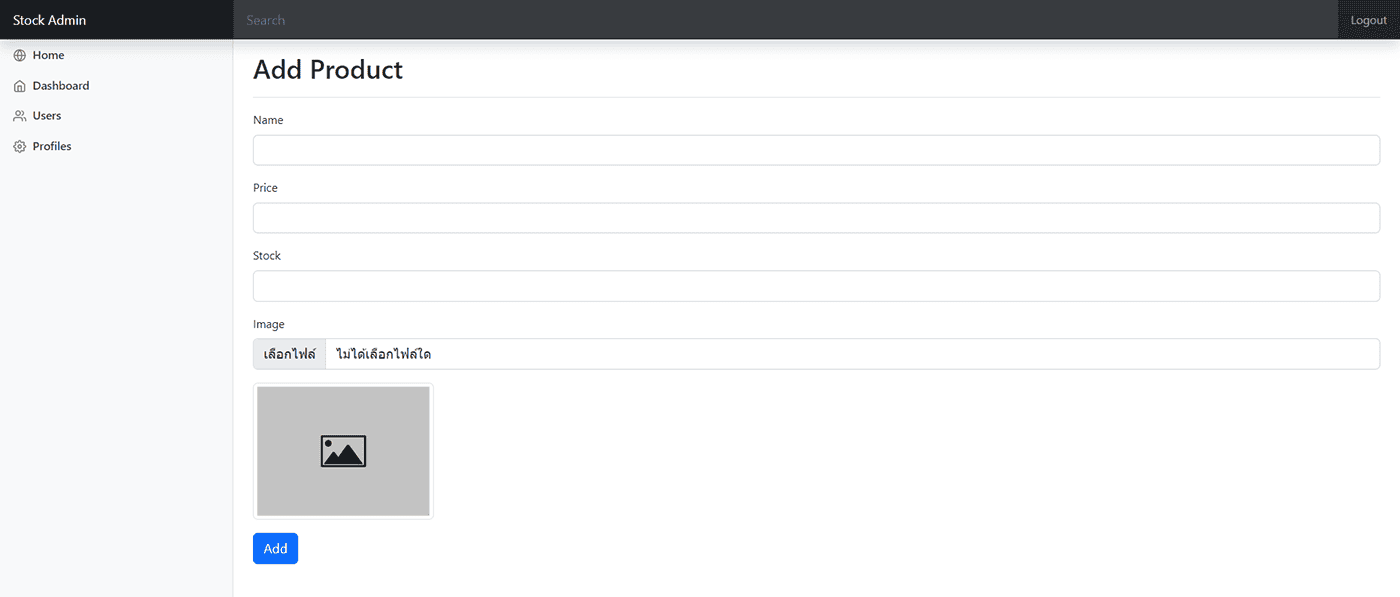 Stock Admin
Search
Logout
Home
Dashboard
Users
Profiles
Add Product
Name
Price
Stock
Image
เลือกไฟล์ ไม่ได้เลือกไฟล์ใด
Add